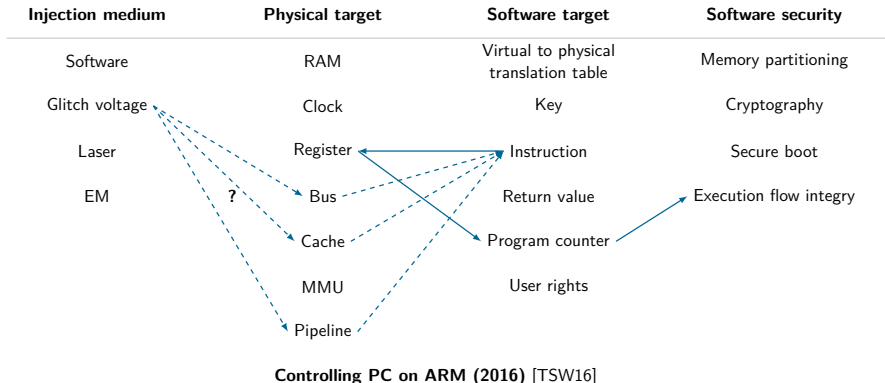 Injection medium Physical target Software target Software security
Software RAM Virtual to physical translation table Memory partitioning
Glitch voltage Clock Key Cryptography
Laser Register Instruction Secure boot
EM ? Bus Return value Execution flow integry
Cache Program counter
MMU User rights
Pipeline
Controlling PC on ARM (2016) [TSW16]